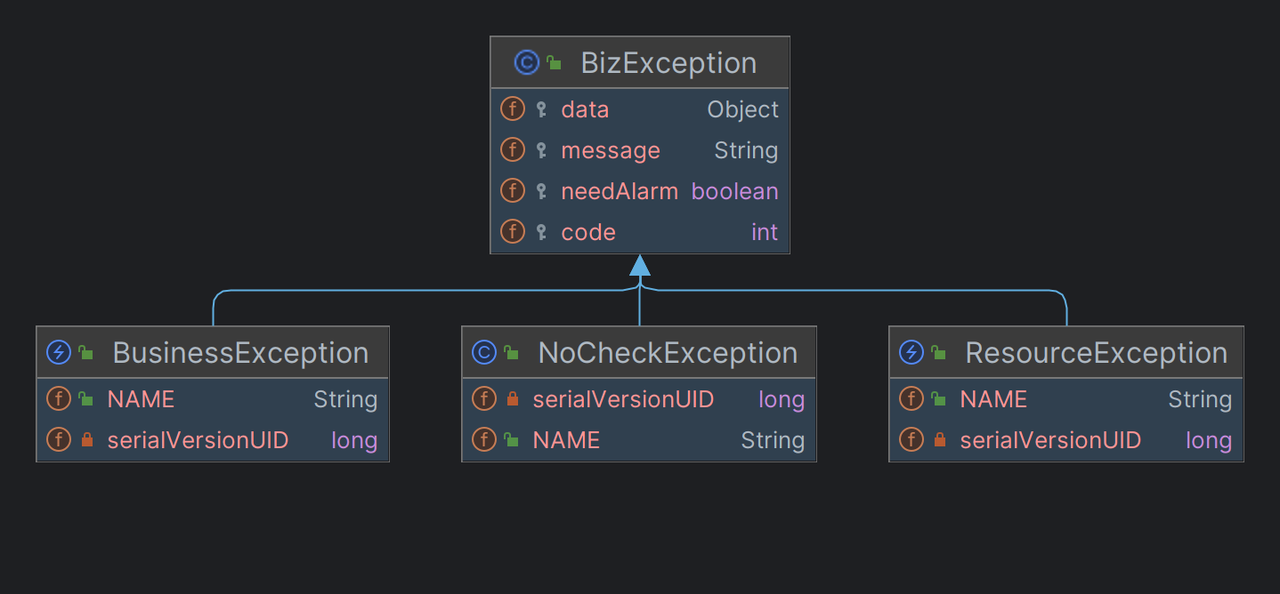 BizException
data Object
message String
needAlarm boolean
code int
BusinessException
NAME String
serialVersionUID long
NoCheckException
serialVersionUID long
NAME String
ResourceException
NAME String
serialVersionUID long